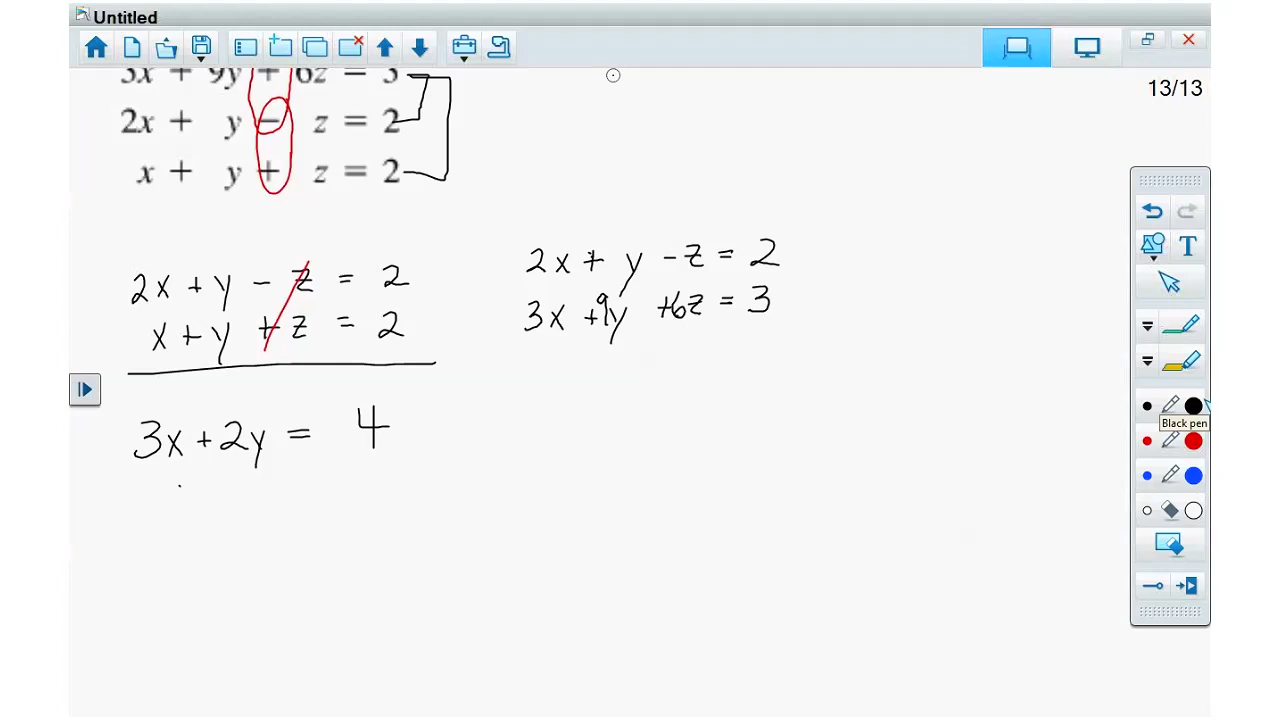 Untitled
13/13
3x + 9y + 6z = 3
2x + y − z = 2
x + y + z = 2
2x + y − z = 2
x + y + z = 2
3x + 2y = 4
2x + y − z = 2
3x + 9y + 6z = 3
T
Black pen